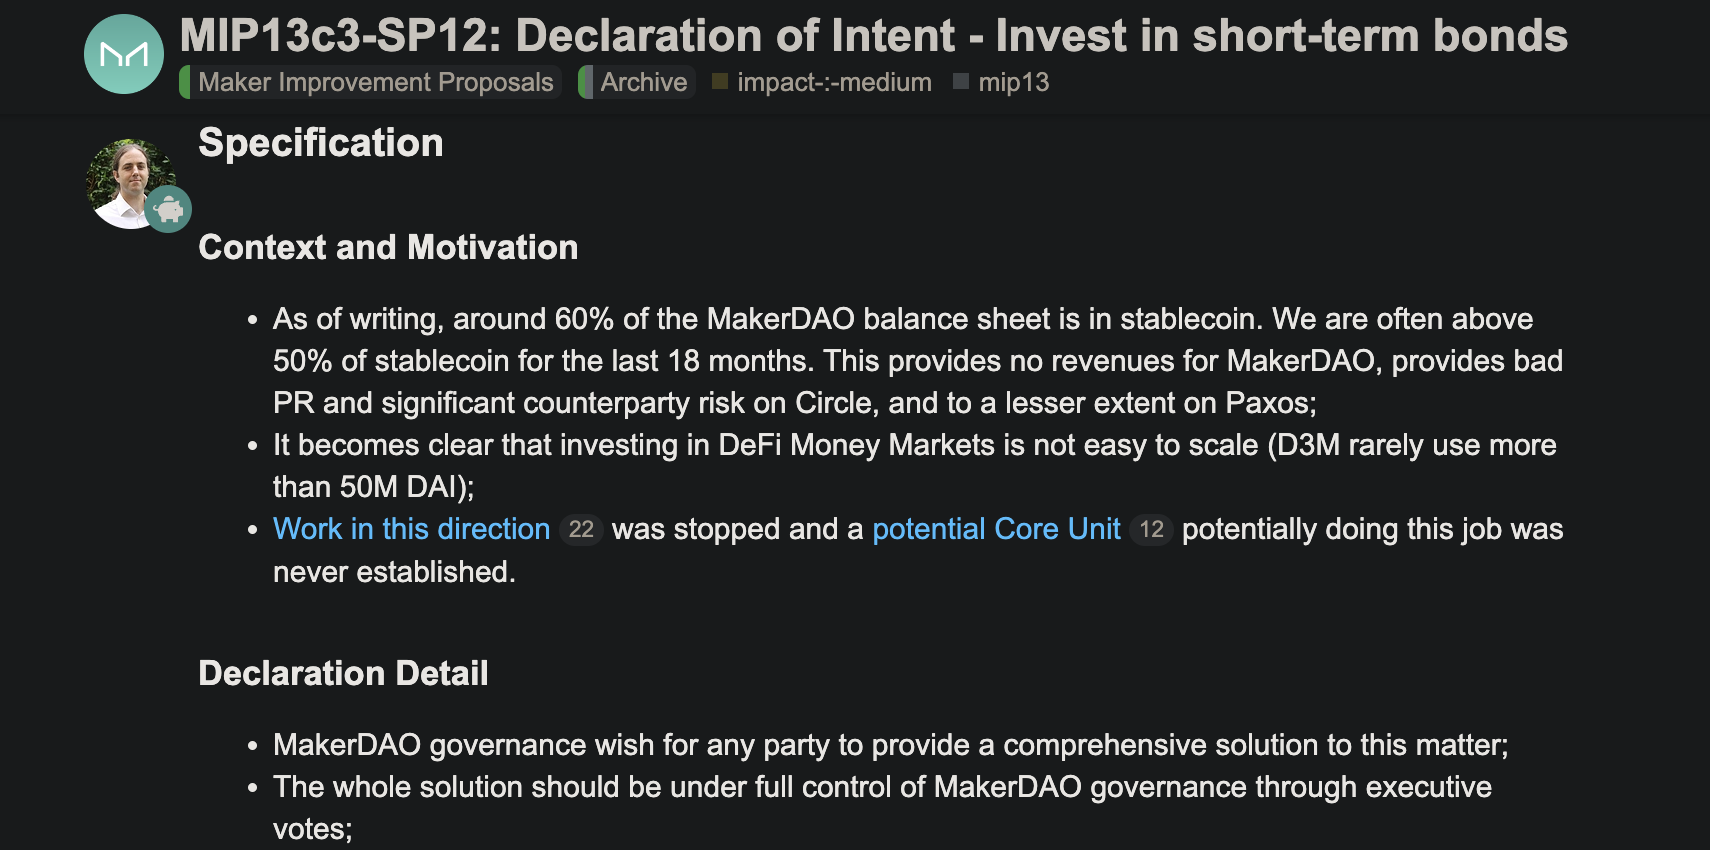 MIP13c3-SP12: Declaration of Intent - Invest in short-term bonds
Maker Improvement Proposals Archive impact-:-medium mip13
Specification
Context and Motivation
• As of writing, around 60% of the MakerDAO balance sheet is in stablecoin. We are often above
50% of stablecoin for the last 18 months. This provides no revenues for MakerDAO, provides bad
PR and significant counterparty risk on Circle, and to a lesser extent on Paxos;
• It becomes clear that investing in DeFi Money Markets is not easy to scale (D3M rarely use more
than 50M DAI);
• Work in this direction 22 was stopped and a potential Core Unit 12 potentially doing this job was
never established.
Declaration Detail
• MakerDAO governance wish for any party to provide a comprehensive solution to this matter;
• The whole solution should be under full control of MakerDAO governance through executive
votes;